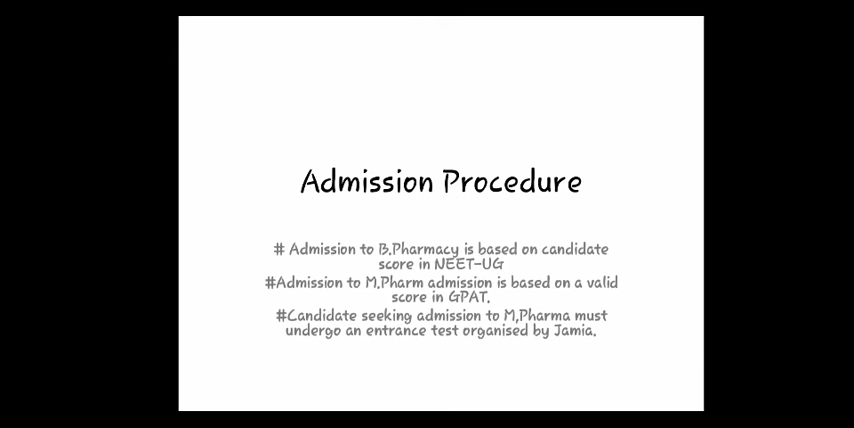 Admission Procedure
# Admission to B.Pharmacy is based on candidate
score in NEET-UG
#Admission to M.Pharm admission is based on a valid
score in GPAT.
#Candidate seeking admission to M,Pharma must
undergo an entrance test organised by Jamia.